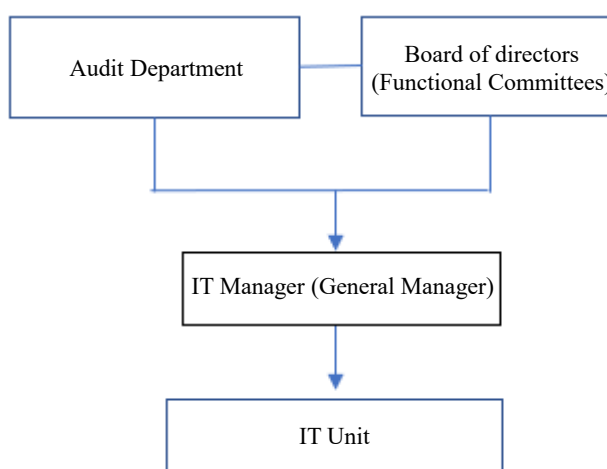 Audit Department
Board of directors
(Functional Committees)
IT Manager (General Manager)
IT Unit